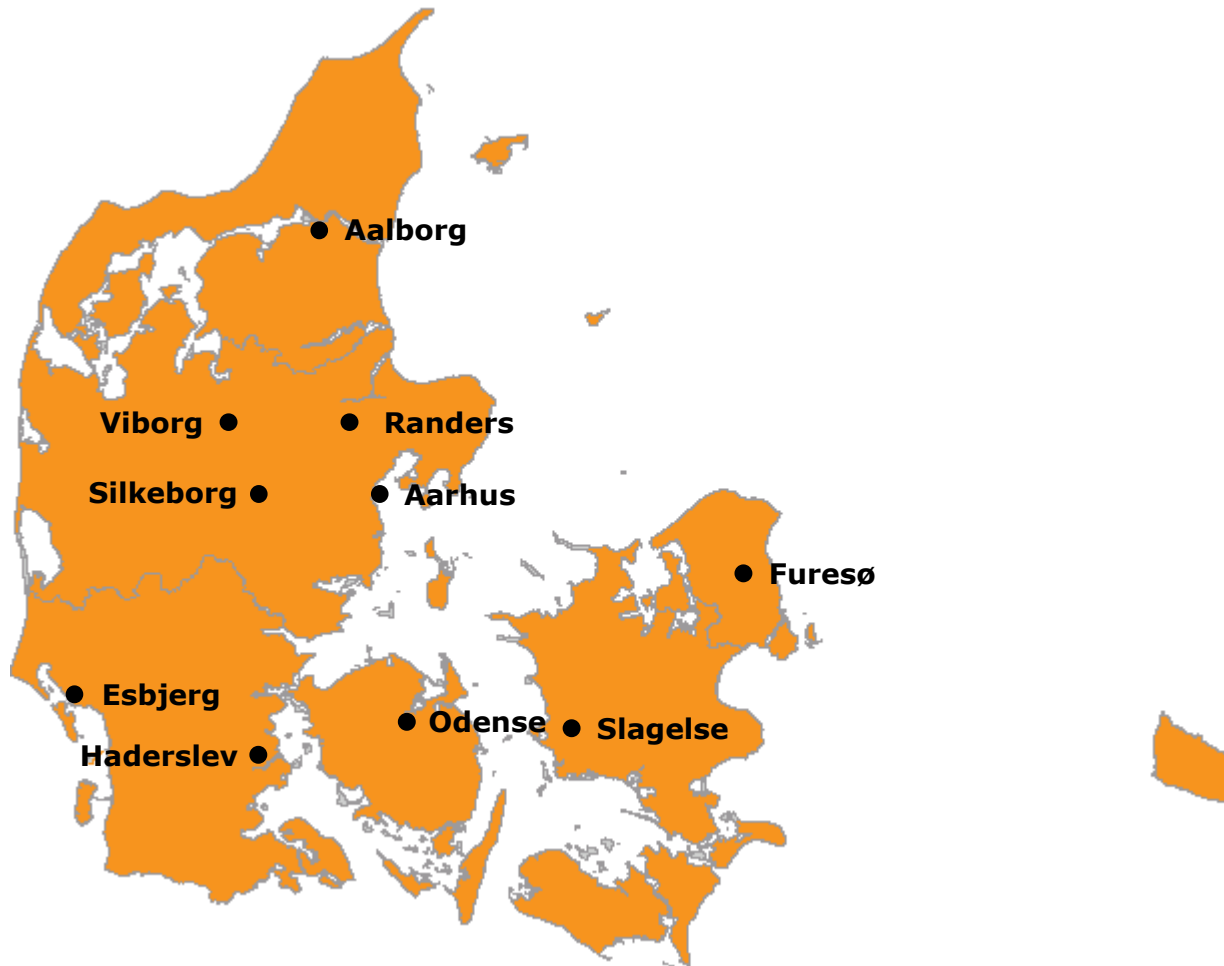 Aalborg
Viborg
Randers
Silkeborg
Aarhus
Furesø
Esbjerg
Odense
Slagelse
Haderslev